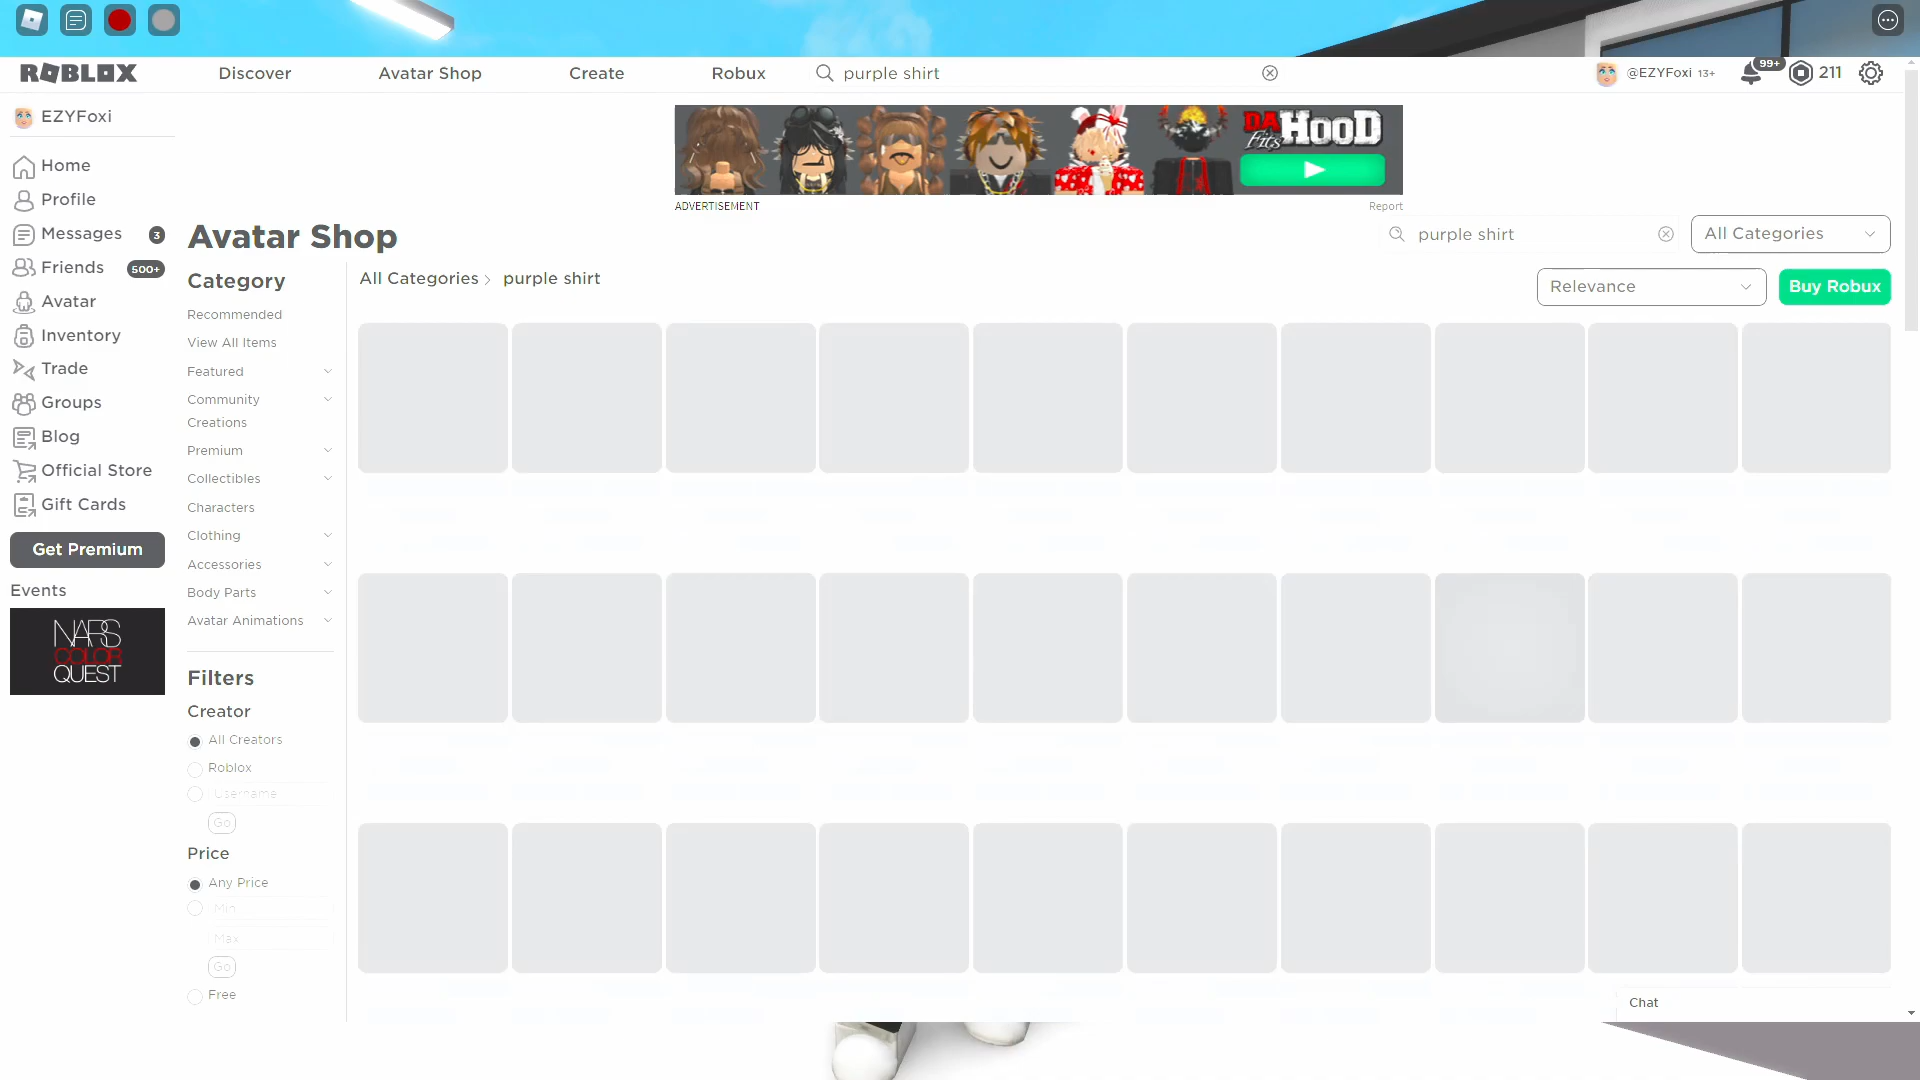 ROBLOX
Discover
Avatar Shop
Create
Robux
purple shirt
@EZYFoxi 13+
99+
211
EZYFoxi
Home
Profile
Messages
3
Friends
500+
Avatar
Inventory
Trade
Groups
Blog
Official Store
Gift Cards
Get Premium
Events
NARS
COLOR
QUEST
DA HOOD
Fits
ADVERTISEMENT
Report
Avatar Shop
purple shirt
All Categories
Category
All Categories
purple shirt
Relevance
Buy Robux
Recommended
View All Items
Featured
Community
Creations
Premium
Collectibles
Characters
Clothing
Accessories
Body Parts
Avatar Animations
Filters
Creator
All Creators
Roblox
Username
Go
Price
Any Price
Min
Max
Go
Free
Chat